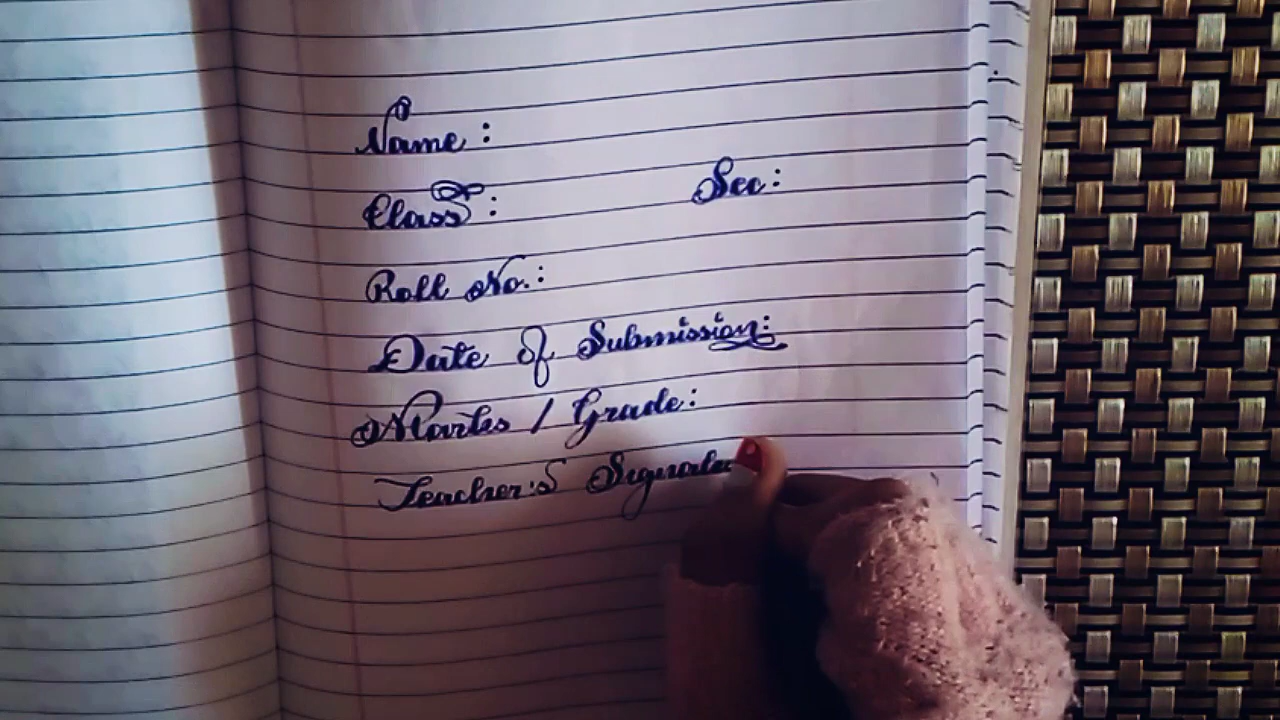 Name :
Class : Sec:
Roll No.:
Date of Submission:
Marks / Grade:
Teacher's